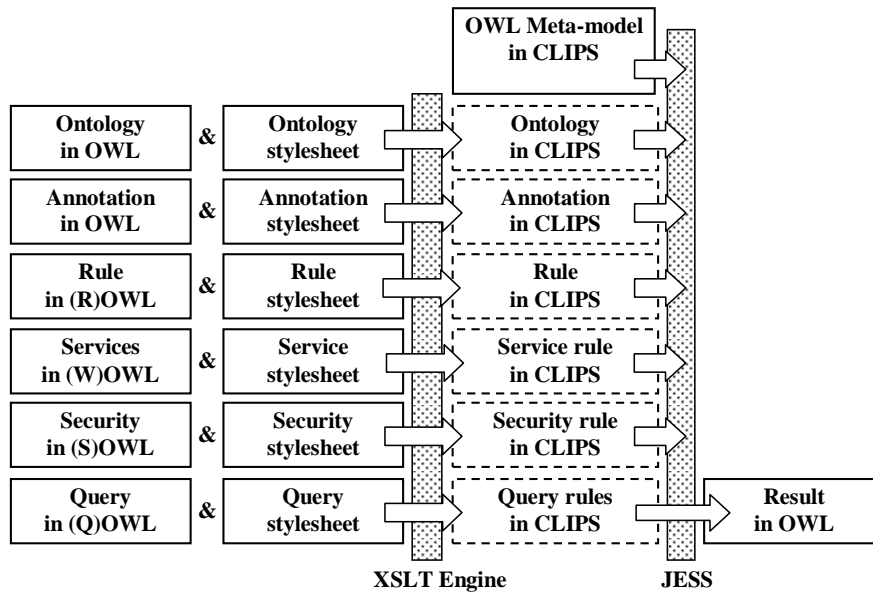 OWL Meta-model
in CLIPS
Ontology
in OWL
&
Ontology
stylesheet
Ontology
in CLIPS
Annotation
in OWL
&
Annotation
stylesheet
Annotation
in CLIPS
Rule
in (R)OWL
&
Rule
stylesheet
Rule
in CLIPS
Services
in (W)OWL
&
Service
stylesheet
Service rule
in CLIPS
Security
in (S)OWL
&
Security
stylesheet
Security rule
in CLIPS
Query
in (Q)OWL
&
Query
stylesheet
Query rules
in CLIPS
Result
in OWL
XSLT Engine
JESS